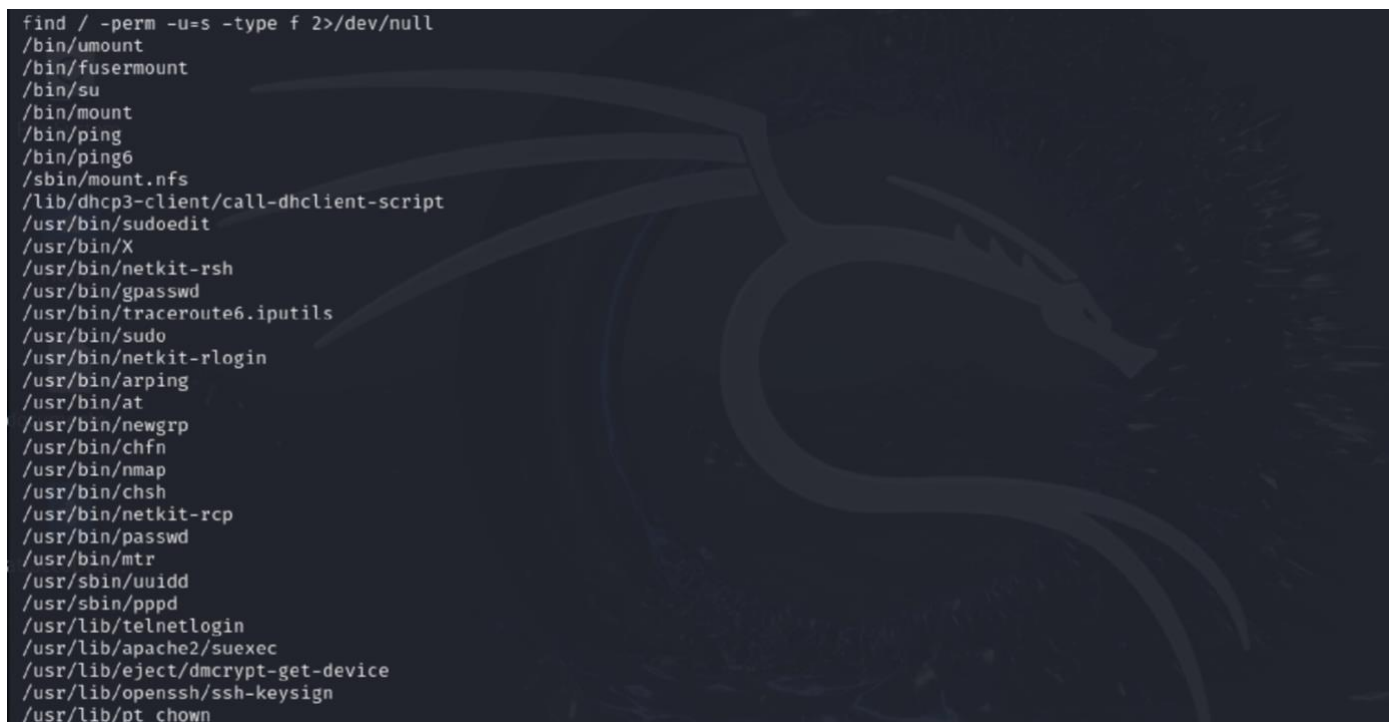 find / -perm -u=s -type f 2>/dev/null
/bin/umount
/bin/fusermount
/bin/su
/bin/mount
/bin/ping
/bin/ping6
/sbin/mount.nfs
/lib/dhcp3-client/call-dhclient-script
/usr/bin/sudoedit
/usr/bin/X
/usr/bin/netkit-rsh
/usr/bin/gpasswd
/usr/bin/traceroute6.iputils
/usr/bin/sudo
/usr/bin/netkit-rlogin
/usr/bin/arping
/usr/bin/at
/usr/bin/newgrp
/usr/bin/chfn
/usr/bin/nmap
/usr/bin/chsh
/usr/bin/netkit-rcp
/usr/bin/passwd
/usr/bin/mtr
/usr/sbin/uuidd
/usr/sbin/pppd
/usr/lib/telnetlogin
/usr/lib/apache2/suexec
/usr/lib/eject/dmcrypt-get-device
/usr/lib/openssh/ssh-keysign
/usr/lib/pt_chown